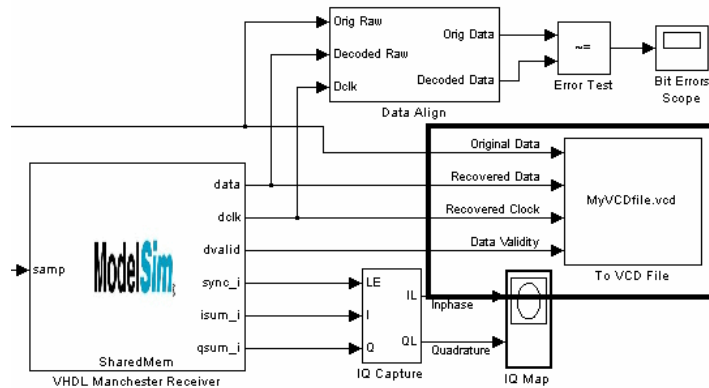 Orig Raw
Orig Data
Decoded Raw
Decoded Data
Dclk
Data Align
~=
Error Test
Bit Errors
Scope
Original Data
Recovered Data
Recovered Clock
Data Validity
MyVCDfile.vcd
To VCD File
samp
ModelSim
data
dclk
dvalid
sync_i
isum_i
qsum_i
SharedMem
VHDL Manchester Receiver
LE
I
Q
IL
QL
IQ Capture
Inphase
Quadrature
IQ Map